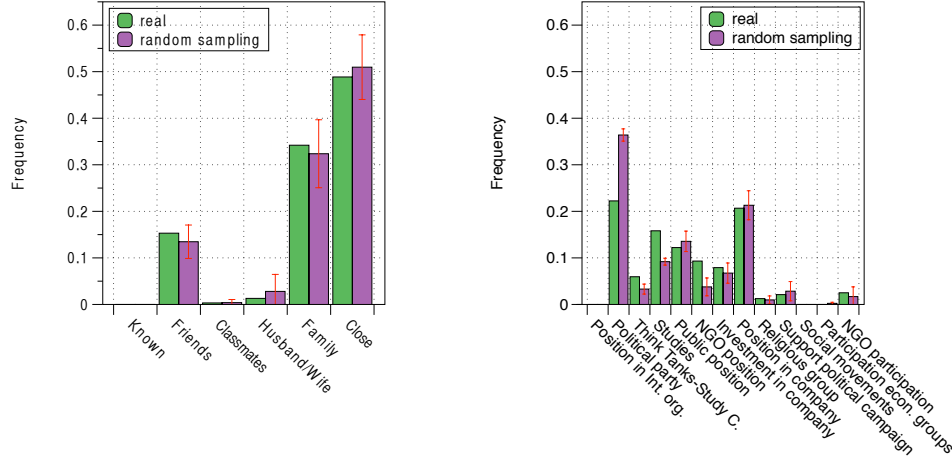 real
random sampling
Frequency
0.6
0.5
0.4
0.3
0.2
0.1
0
Known
Friends
Classmates
Husband/Wife
Family
Close
real
random sampling
Frequency
0.6
0.5
0.4
0.3
0.2
0.1
0
Position in Int. org.
Political party
Think Tanks-Study C.
Studies
Public position
NGO position
Investment in company
Position in company
Religious group
Support political campaign
Social movements
Participation econ. groups
NGO participation